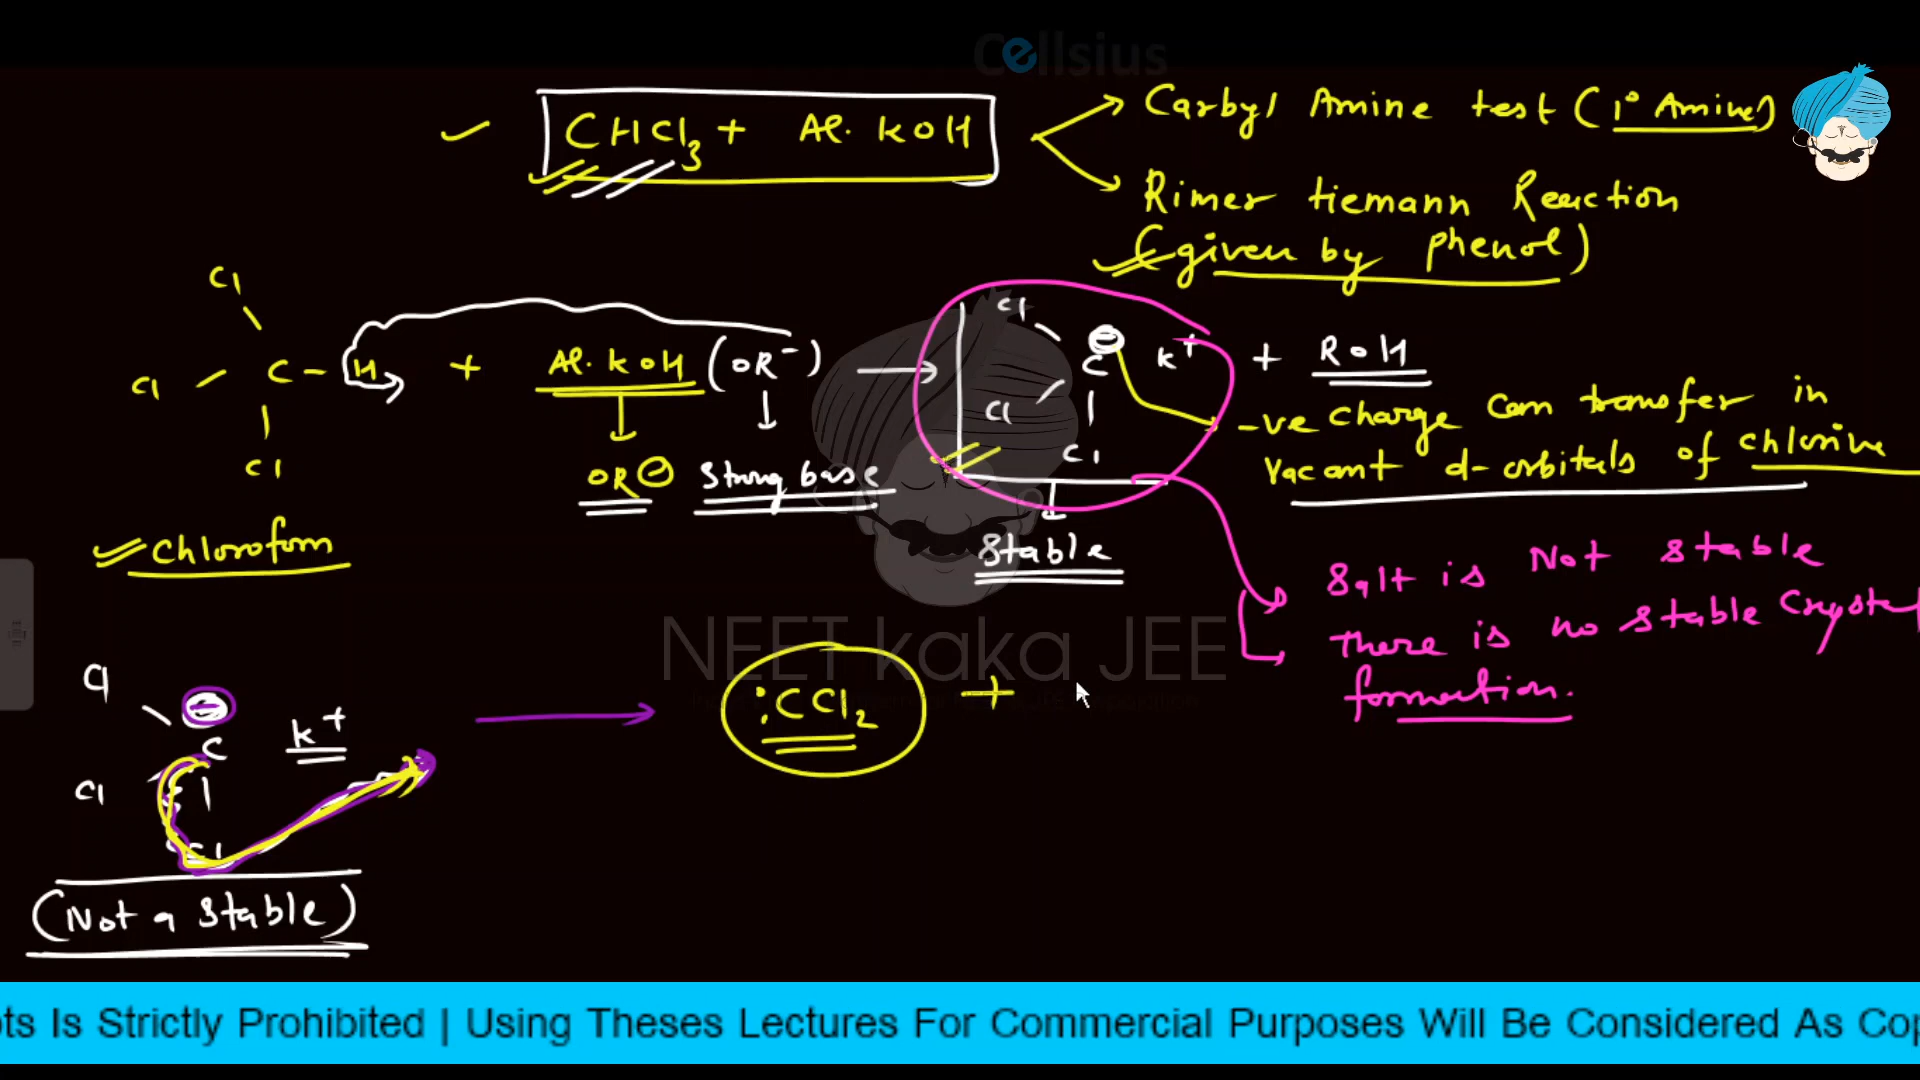 Cellsius
CHCl3 + Al. KOH
Carbyl Amine test (1° Amine)
Rimer tiemann Reaction
(given by phenol)
Cl
Cl - C - H + Al. KOH (OR⁻) → Cl Cl C⊖ K⁺ + ROH
Cl
Cl
OR⊖ Strong base
-ve charge can transfer in
vacant d-orbitals of chlorine
Chloroform
Stable
Salt is Not stable
There is no stable Crystal
formation.
NEET kaka JEE
Cl
⊖
C K⁺
Cl
Cl
:CCl2 +
(Not a stable)
ts Is Strictly Prohibited | Using Theses Lectures For Commercial Purposes Will Be Considered As Cop